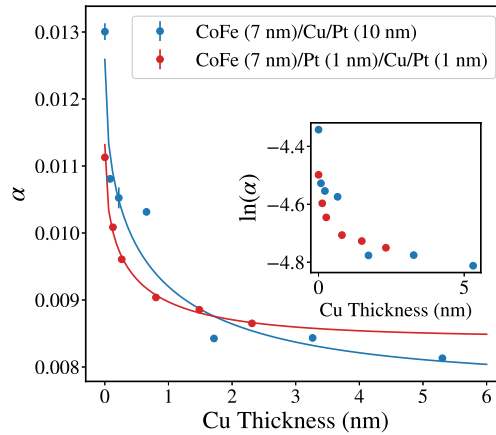 0.013
0.012
0.011
0.010
0.009
0.008
α
CoFe (7 nm)/Cu/Pt (10 nm)
CoFe (7 nm)/Pt (1 nm)/Cu/Pt (1 nm)
−4.4
−4.6
−4.8
ln(α)
0 5
Cu Thickness (nm)
0 1 2 3 4 5 6
Cu Thickness (nm)